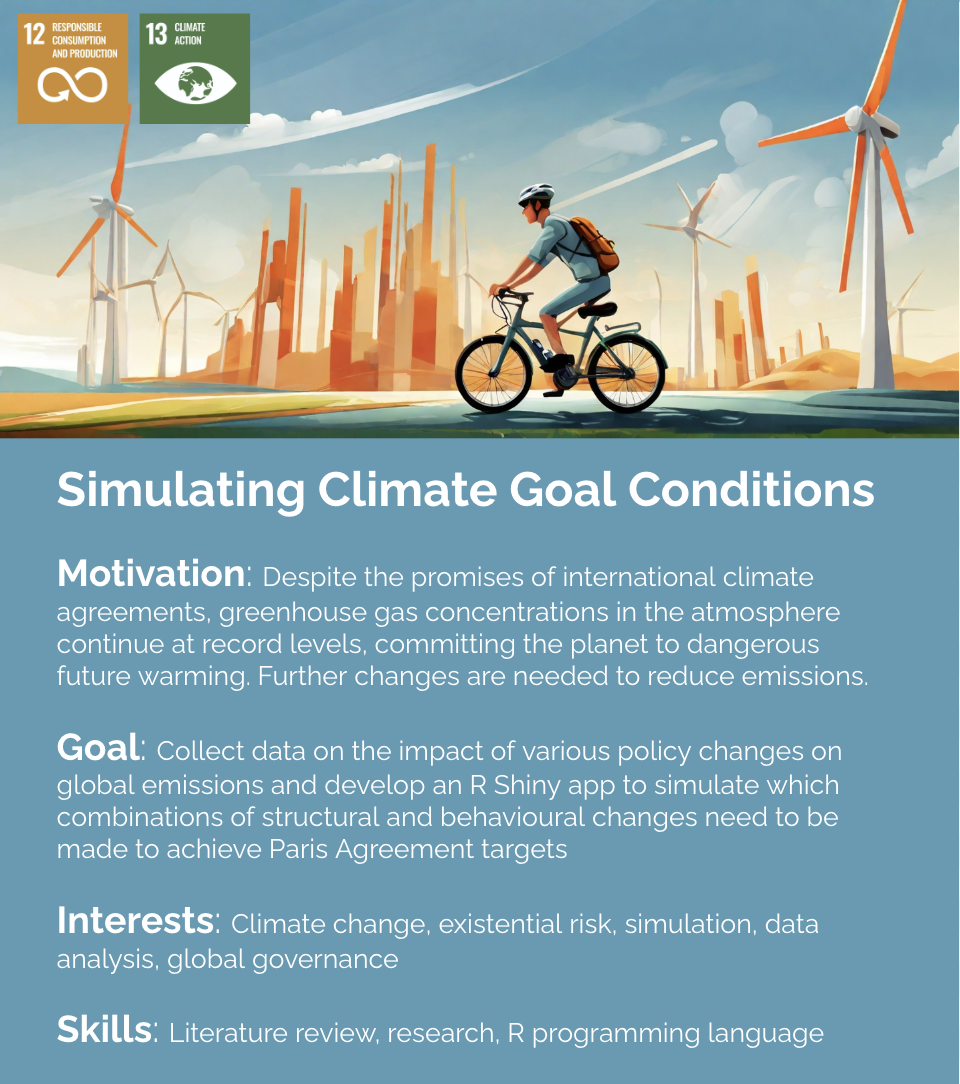 12 RESPONSIBLE
CONSUMPTION
AND PRODUCTION
13 CLIMATE
ACTION
Simulating Climate Goal Conditions
Motivation: Despite the promises of international climate
agreements, greenhouse gas concentrations in the atmosphere
continue at record levels, committing the planet to dangerous
future warming. Further changes are needed to reduce emissions.
Goal: Collect data on the impact of various policy changes on
global emissions and develop an R Shiny app to simulate which
combinations of structural and behavioural changes need to be
made to achieve Paris Agreement targets
Interests: Climate change, existential risk, simulation, data
analysis, global governance
Skills: Literature review, research, R programming language